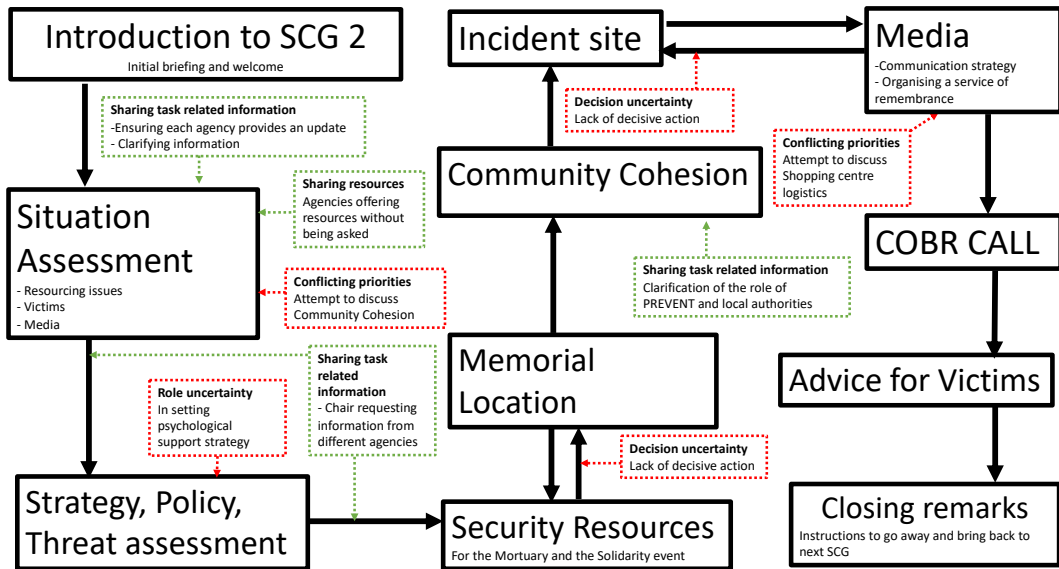 Introduction to SCG 2
Initial briefing and welcome
Sharing task related information
-Ensuring each agency provides an update
- Clarifying information
Sharing resources
Agencies offering
resources without
being asked
Situation
Assessment
- Resourcing issues
- Victims
- Media
Conflicting priorities
Attempt to discuss
Community Cohesion
Sharing task
related
information
- Chair requesting
information from
different agencies
Role uncertainty
In setting
psychological
support strategy
Strategy, Policy,
Threat assessment
Security Resources
For the Mortuary and the Solidarity event
Decision uncertainty
Lack of decisive action
Memorial
Location
Sharing task related information
Clarification of the role of
PREVENT and local authorities
Community Cohesion
Incident site
Decision uncertainty
Lack of decisive action
Media
-Communication strategy
- Organising a service of
remembrance
Conflicting priorities
Attempt to discuss
Shopping centre
logistics
COBR CALL
Advice for Victims
Closing remarks
Instructions to go away and bring back to
next SCG